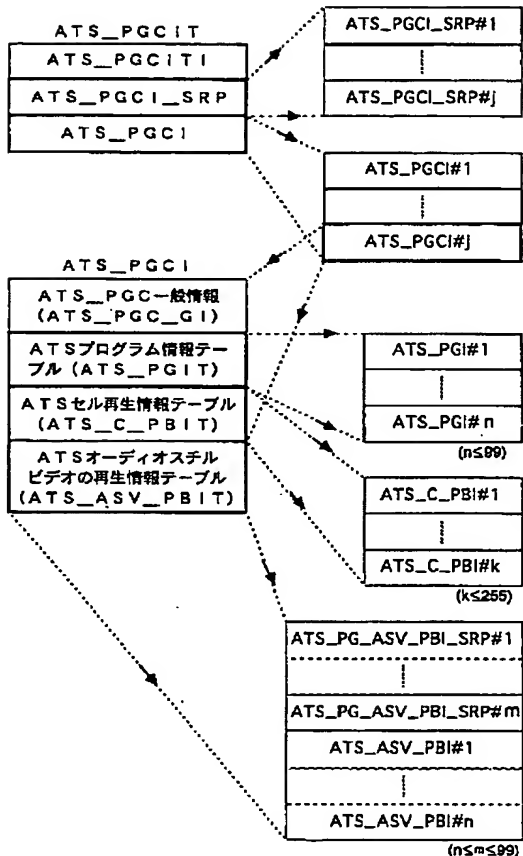 ATS_PGCIT
ATS_PGCITI
ATS_PGCI_SRP
ATS_PGCI
ATS_PGCI_SRP#1
ATS_PGCI_SRP#j
ATS_PGCI#1
ATS_PGCI#j
ATS_PGCI
ATS_PGC一般情報
(ATS_PGC_GI)
ATSプログラム情報テー
ブル(ATS_PGIT)
ATSセル再生情報テーブル
(ATS_C_PBIT)
ATSオーディオスチル
ビデオの再生情報テーブル
(ATS_ASV_PBIT)
ATS_PGI#1
ATS_PGI#n
(n≤99)
ATS_C_PBI#1
ATS_C_PBI#k
(k≤255)
ATS_PG_ASV_PBI_SRP#1
ATS_PG_ASV_PBI_SRP#m
ATS_ASV_PBI#1
ATS_ASV_PBI#n
(n≤m≤99)